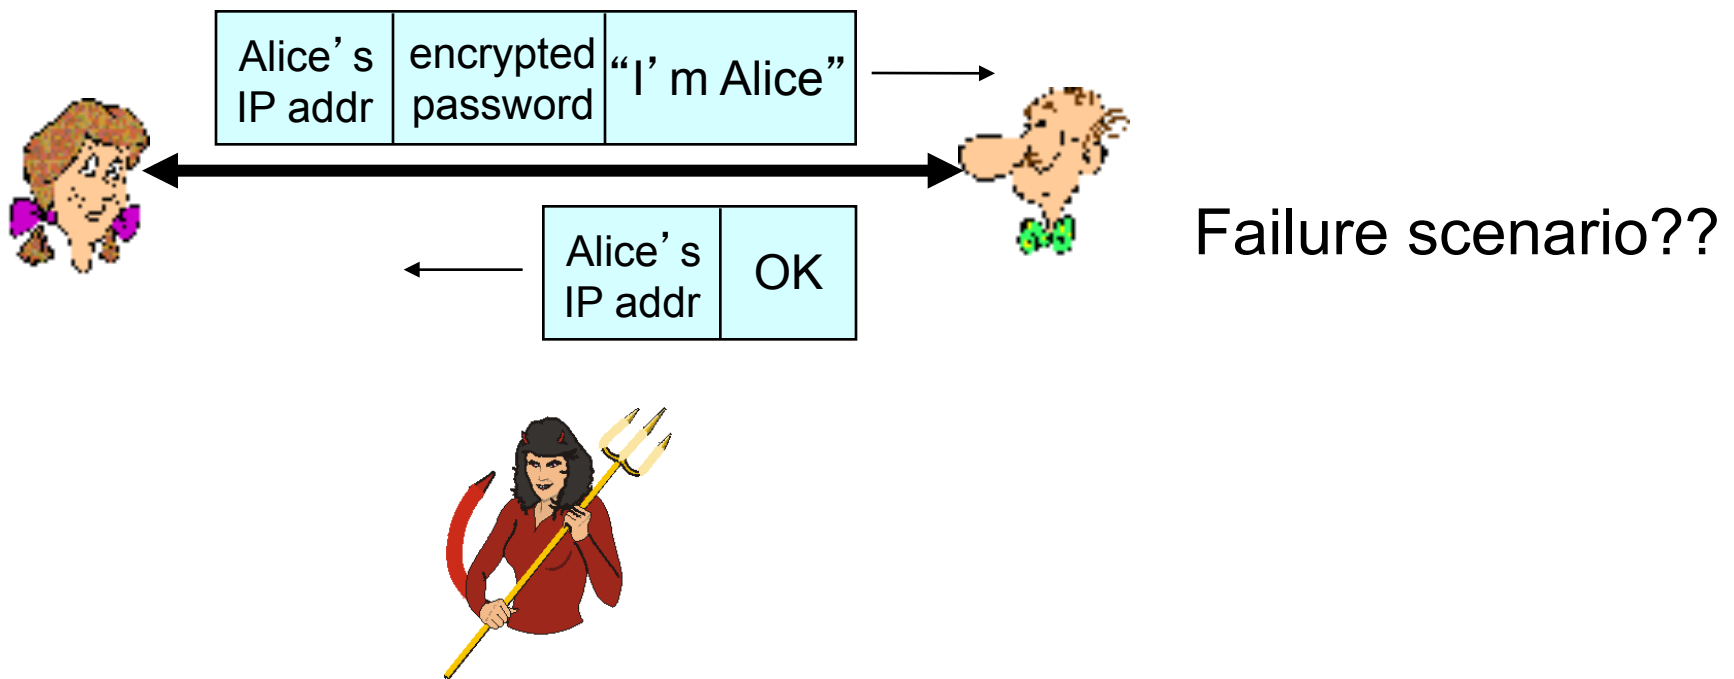 Alice’s
IP addr
encrypted
password
“I’m Alice”
Failure scenario??
Alice’s
IP addr
OK